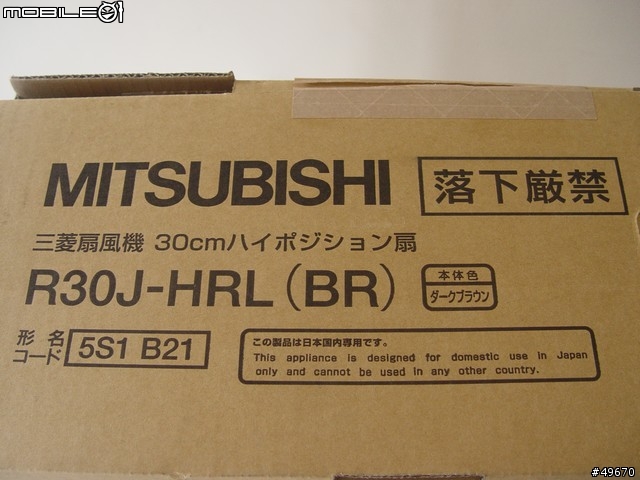 MOBILE01
MITSUBISHI
落下厳禁
三菱扇風機 30cmハイポジション扇
R30J-HRL(BR)
本体色
ダークブラウン
形名
コード
5S1 B21
この製品は日本国内専用です。
This appliance is designed for domestic use in Japan
only and cannot be used in any other country.
#49670